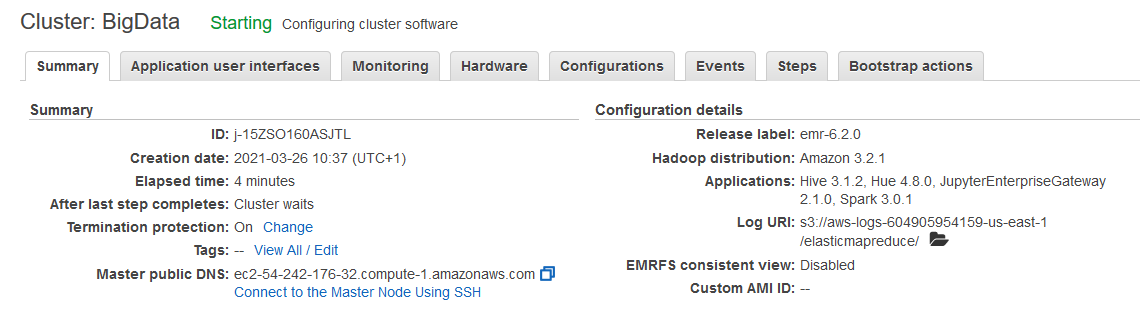 Cluster: BigData Starting Configuring cluster software
Summary Application user interfaces Monitoring Hardware Configurations Events Steps Bootstrap actions
Summary
ID: j-15ZSO160ASJTL
Creation date: 2021-03-26 10:37 (UTC+1)
Elapsed time: 4 minutes
After last step completes: Cluster waits
Termination protection: On Change
Tags: -- View All / Edit
Master public DNS: ec2-54-242-176-32.compute-1.amazonaws.com
Connect to the Master Node Using SSH
Configuration details
Release label: emr-6.2.0
Hadoop distribution: Amazon 3.2.1
Applications: Hive 3.1.2, Hue 4.8.0, JupyterEnterpriseGateway
2.1.0, Spark 3.0.1
Log URI: s3://aws-logs-604905954159-us-east-1
/elasticmapreduce/
EMRFS consistent view: Disabled
Custom AMI ID: --